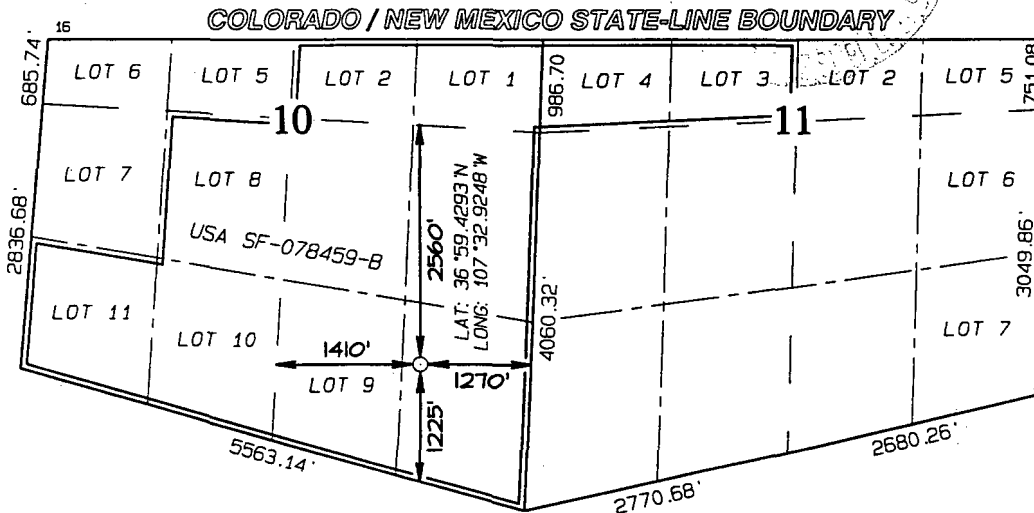 COLORADO / NEW MEXICO STATE-LINE BOUNDARY
16
685.74'
LOT 6
LOT 5
LOT 2
LOT 1
986.70
LOT 4
LOT 3
LOT 2
LOT 5
751.08
10
11
LOT 7
LOT 8
LOT 6
2836.68'
USA SF-078459-B
2560'
LAT: 36°59.4293'N
LONG: 107°32.9248'W
4060.32'
3049.86'
LOT 11
LOT 10
LOT 7
1410'
1270'
LOT 9
1225'
5563.14'
2770.68'
2680.26'